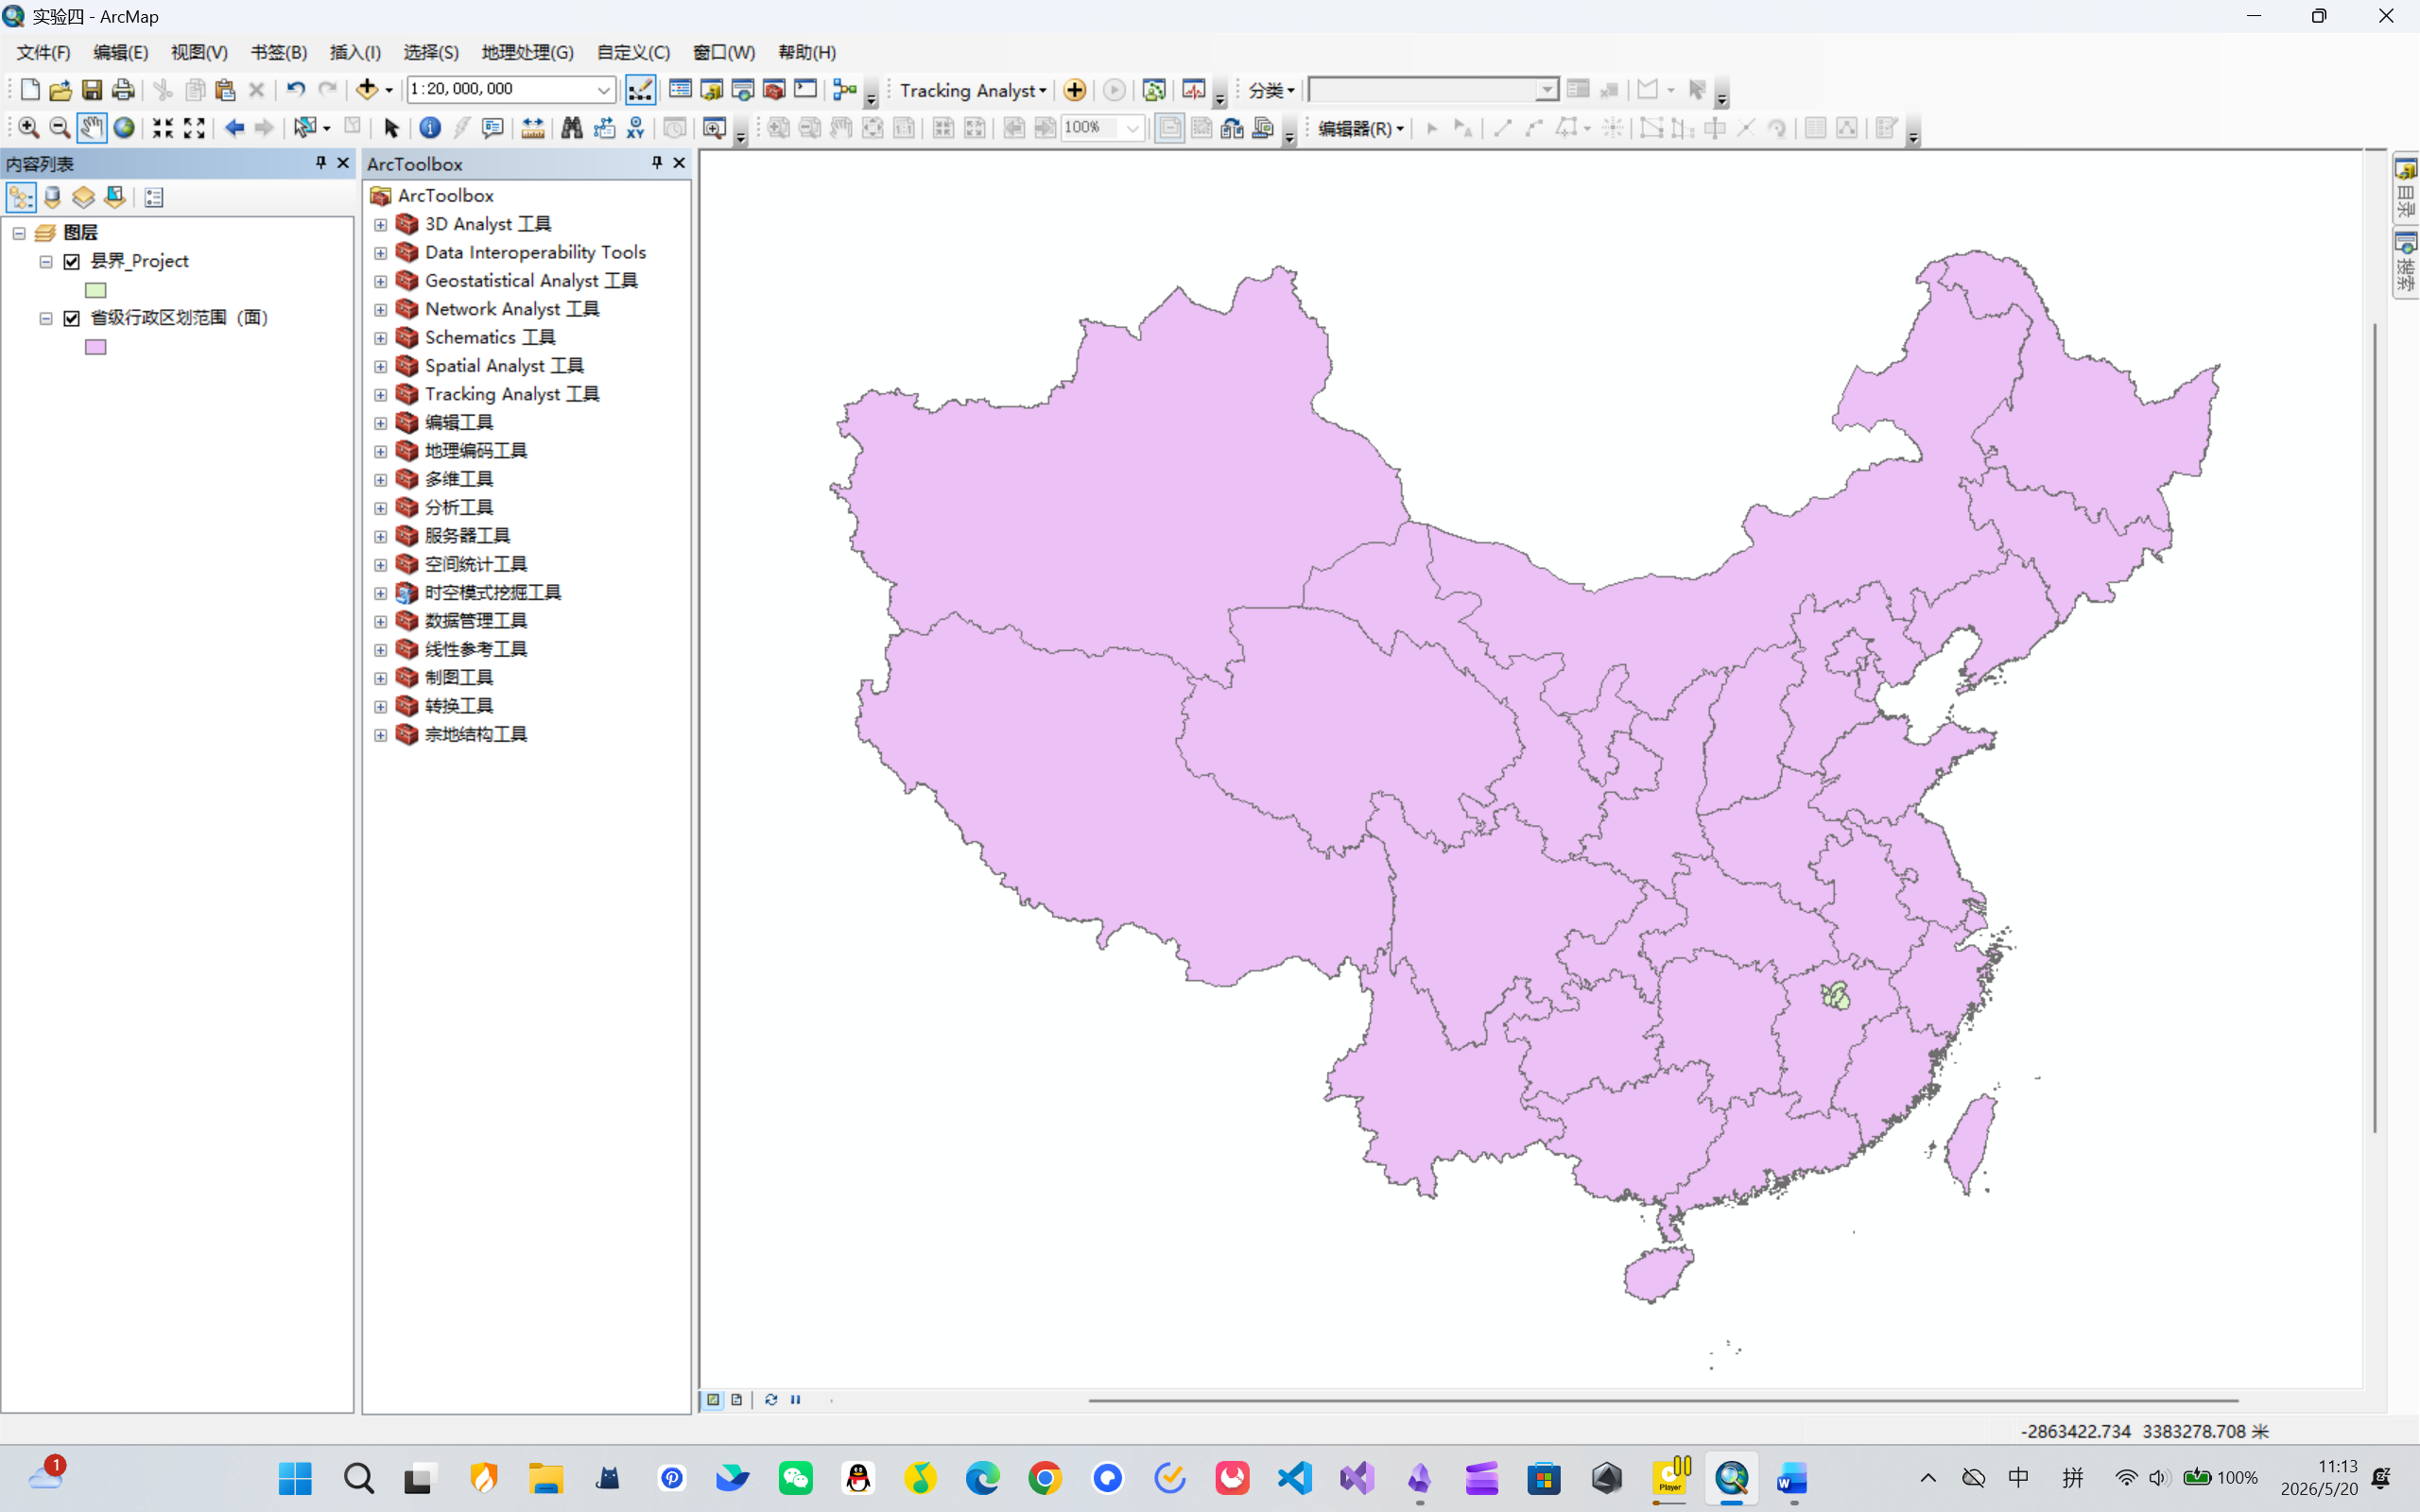 实验四 - ArcMap
文件(F) 编辑(E) 视图(V) 书签(B) 插入(I) 选择(S) 地理处理(G) 自定义(C) 窗口(W) 帮助(H)
1:20,000,000 Tracking Analyst 分类
100% 编辑器(R)
内容列表
图层
县界_Project
省级行政区划范围（面）
ArcToolbox
ArcToolbox
3D Analyst 工具
Data Interoperability Tools
Geostatistical Analyst 工具
Network Analyst 工具
Schematics 工具
Spatial Analyst 工具
Tracking Analyst 工具
编辑工具
地理编码工具
多维工具
分析工具
服务器工具
空间统计工具
时空模式挖掘工具
数据管理工具
线性参考工具
制图工具
转换工具
宗地结构工具
目录
搜索
-2863422.734 3383278.708 米
1
Player
中
拼
100%
11:13
2026/5/20